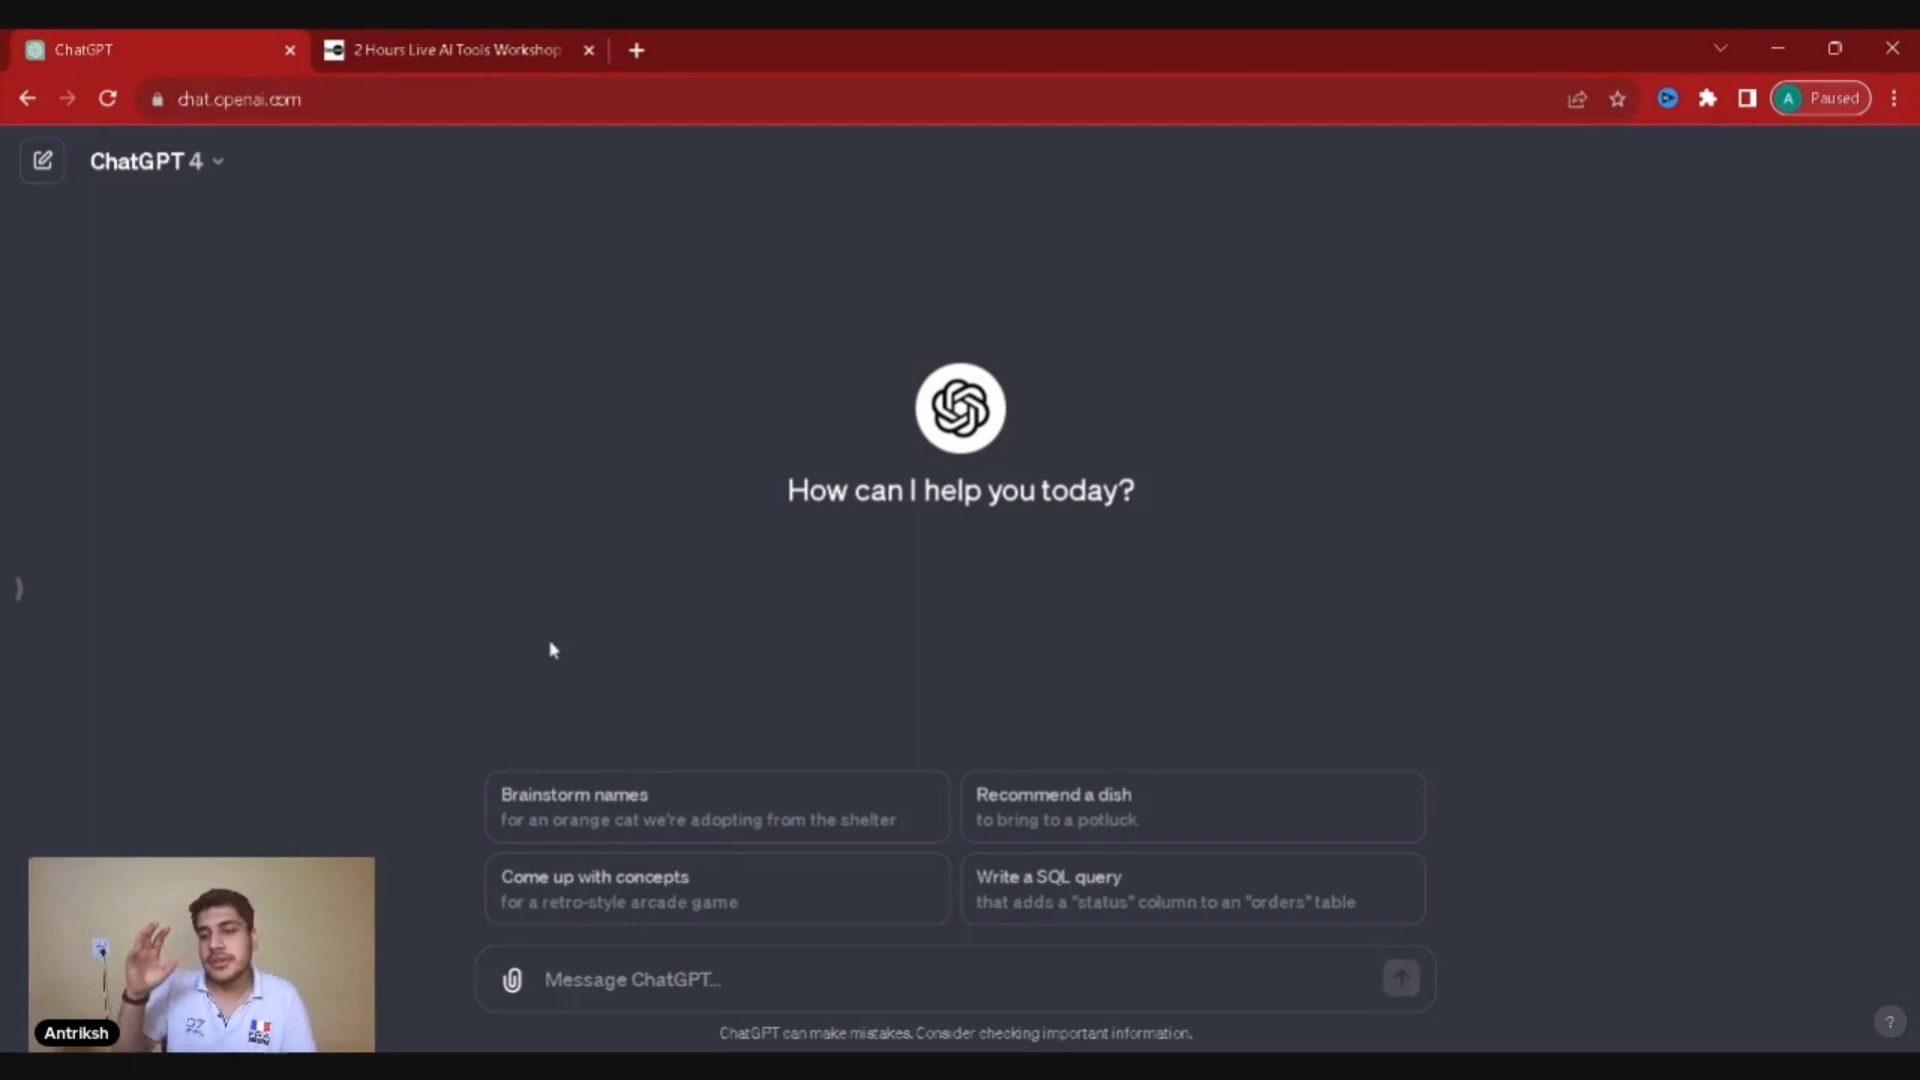 ChatGPT
2 Hours Live AI Tools Workshop
chat.openai.com
A Paused
ChatGPT 4
How can I help you today?
Brainstorm names
for an orange cat we're adopting from the shelter
Recommend a dish
to bring to a potluck
Come up with concepts
for a retro-style arcade game
Write a SQL query
that adds a "status" column to an "orders" table
Message ChatGPT...
ChatGPT can make mistakes. Consider checking important information.
?
Antriksh